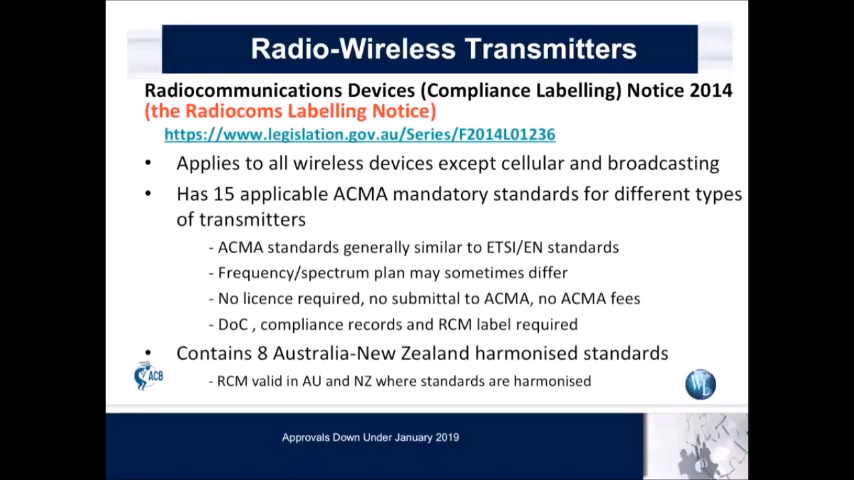 Radio-Wireless Transmitters
Radiocommunications Devices (Compliance Labelling) Notice 2014
(the Radiocoms Labelling Notice)
https://www.legislation.gov.au/Series/F2014L01236
• Applies to all wireless devices except cellular and broadcasting
• Has 15 applicable ACMA mandatory standards for different types
of transmitters
- ACMA standards generally similar to ETSI/EN standards
- Frequency/spectrum plan may sometimes differ
- No licence required, no submittal to ACMA, no ACMA fees
- DoC , compliance records and RCM label required
• Contains 8 Australia-New Zealand harmonised standards
ACB
- RCM valid in AU and NZ where standards are harmonised
WL
Approvals Down Under January 2019